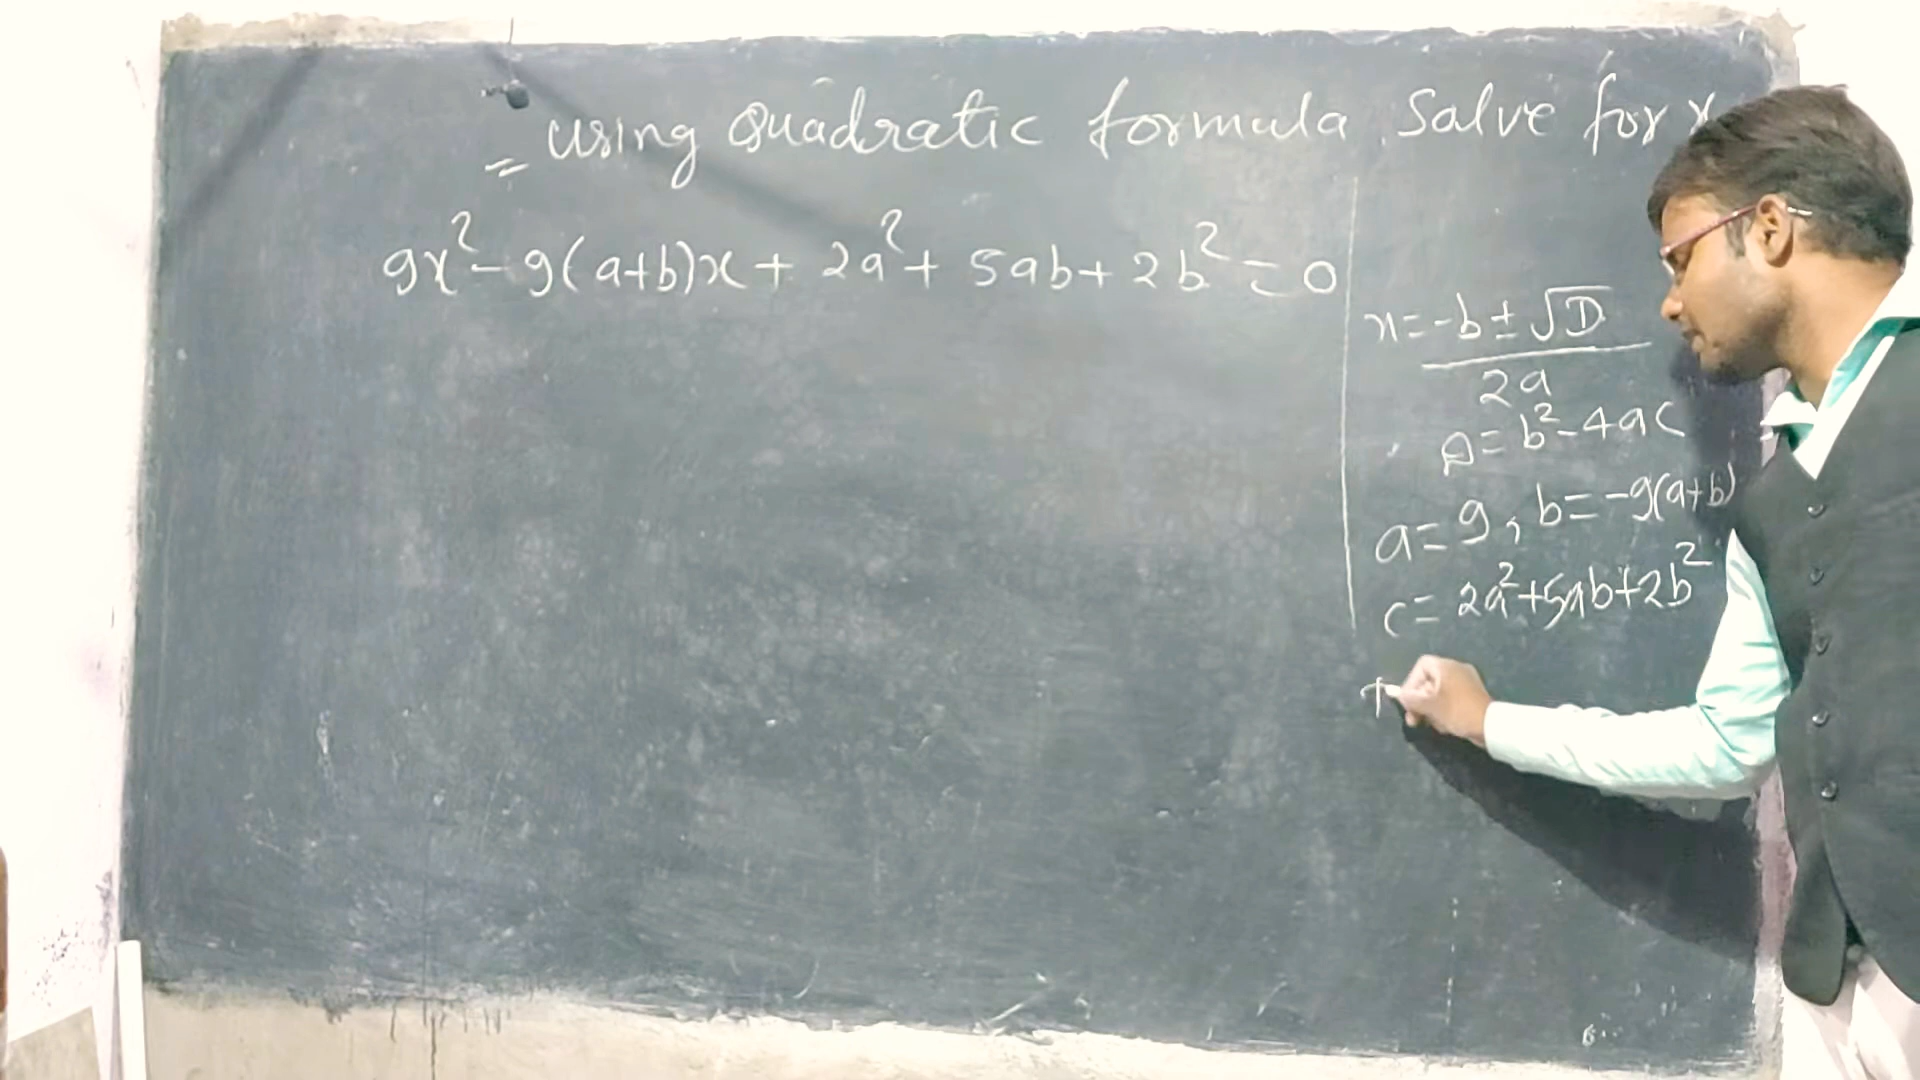 = using Quadratic formula, Salve for x
9x² - 9(a+b)x + 2a² + 5ab + 2b² = 0
x = -b ± √D
2a
D = b² - 4ac
a = 9, b = -9(a+b)
c = 2a² + 5ab + 2b²